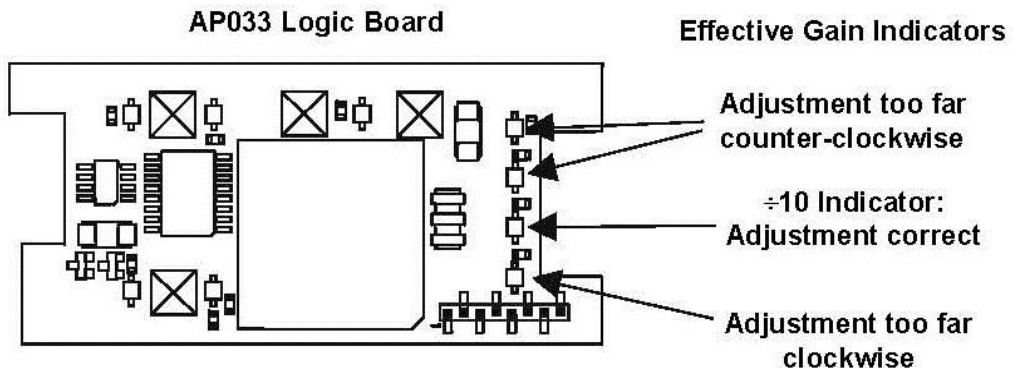 AP033 Logic Board
Effective Gain Indicators
Adjustment too far
counter-clockwise
÷10 Indicator:
Adjustment correct
Adjustment too far
clockwise